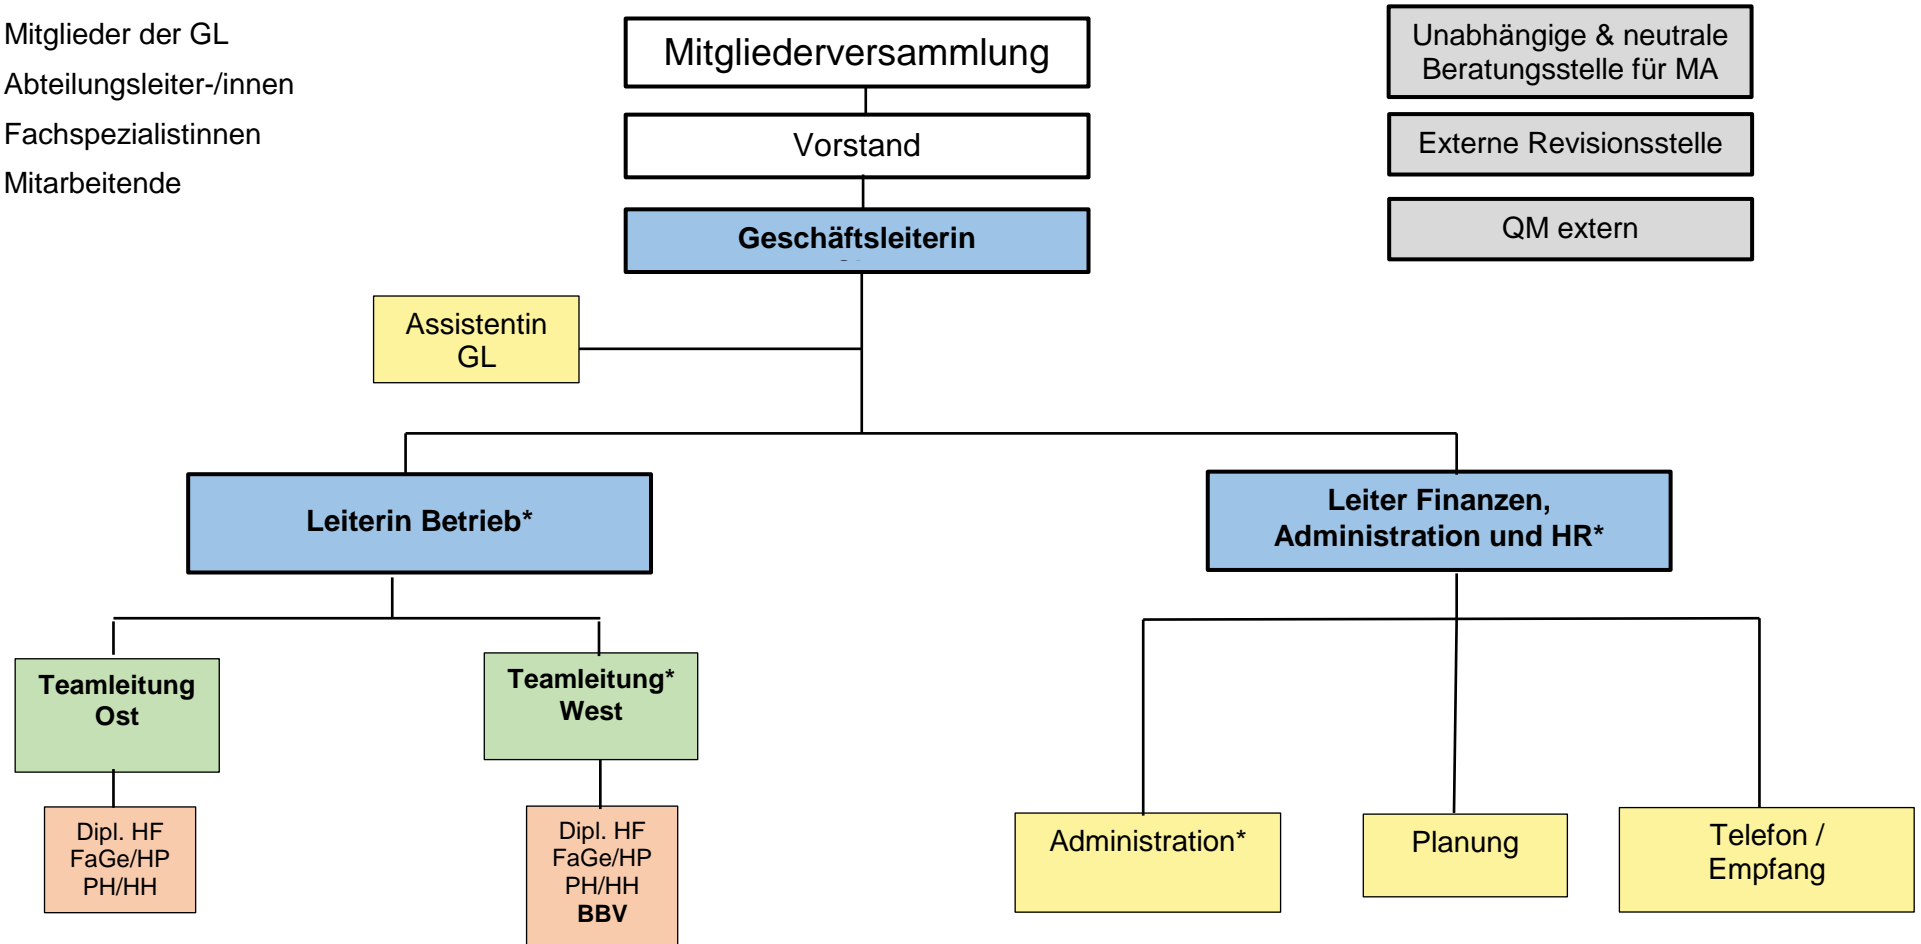 Mitglieder der GL
Abteilungsleiter-/innen
Fachspezialistinnen
Mitarbeitende
Mitgliederversammlung
Vorstand
Geschäftsleiterin
Unabhängige & neutrale
Beratungsstelle für MA
Externe Revisionsstelle
QM extern
Assistentin
GL
Leiterin Betrieb*
Leiter Finanzen,
Administration und HR*
Teamleitung
Ost
Teamleitung*
West
Dipl. HF
FaGe/HP
PH/HH
Dipl. HF
FaGe/HP
PH/HH
BBV
Administration*
Planung
Telefon /
Empfang